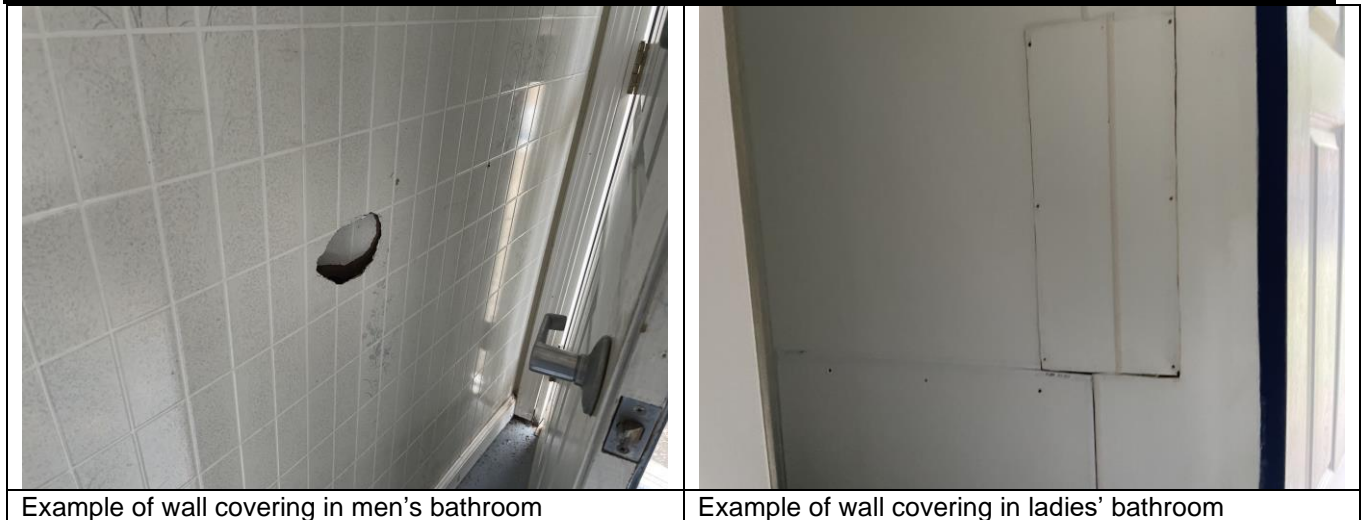 Example of wall covering in men's bathroom
Example of wall covering in ladies' bathroom